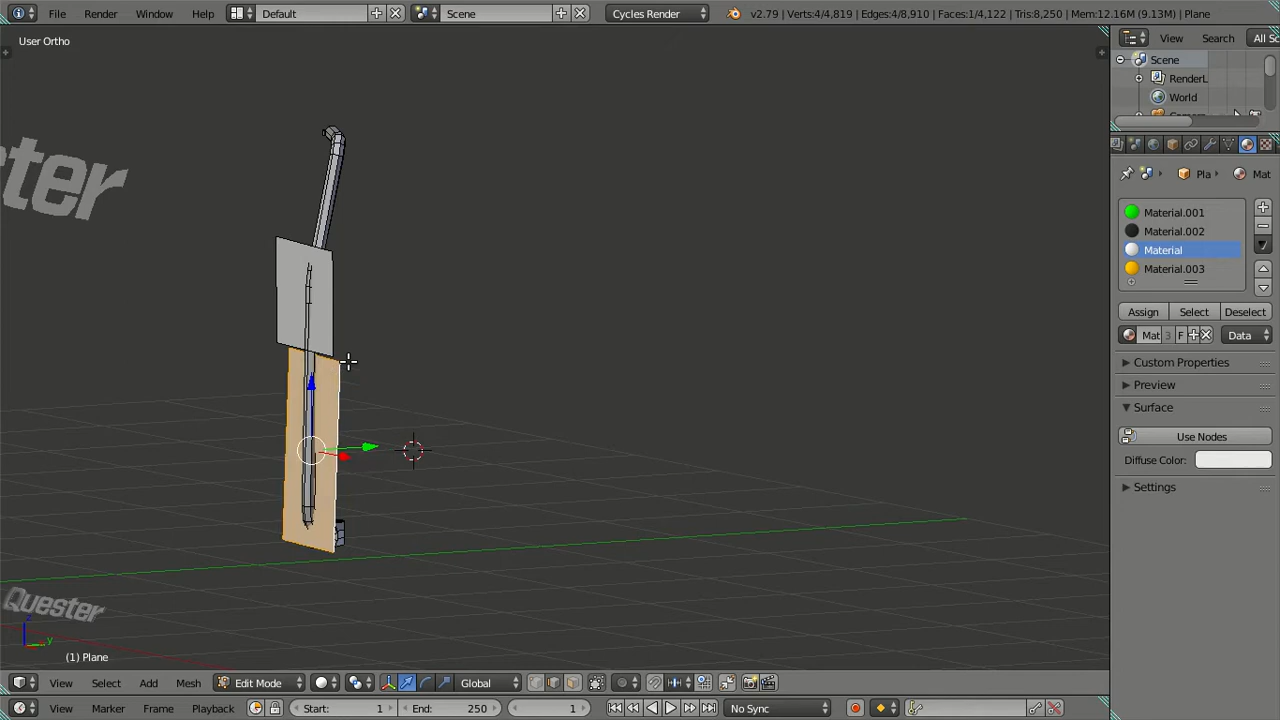 File Render Window Help Default Scene Cycles Render v2.79 | Verts:4/4,819 | Edges:4/8,910 | Faces:1/4,122 | Tris:8,250 | Mem:12.16M (9.13M) | Plane
User Ortho
View Search All Sc
Scene
RenderL
World
ter
Pla Mat
Material.001
Material.002
Material
Material.003
Assign Select Deselect
Mat 3 F Data
Custom Properties
Preview
Surface
Use Nodes
Diffuse Color:
Settings
Quester
z
y
(1) Plane
View Select Add Mesh Edit Mode Global
View Marker Frame Playback Start: 1 End: 250 1 No Sync